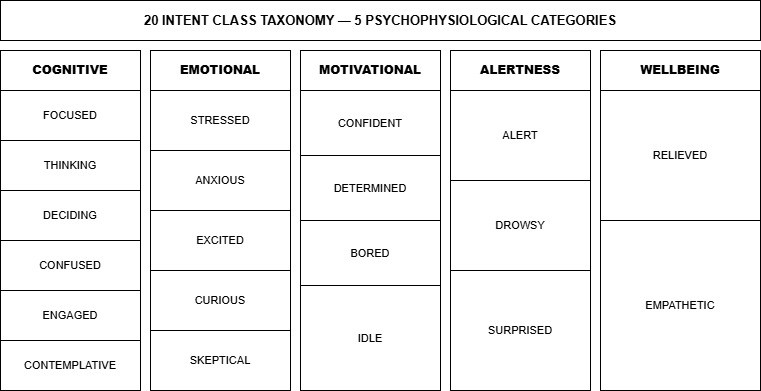 20 INTENT CLASS TAXONOMY — 5 PSYCHOPHYSIOLOGICAL CATEGORIES
COGNITIVE
FOCUSED
THINKING
DECIDING
CONFUSED
ENGAGED
CONTEMPLATIVE
EMOTIONAL
STRESSED
ANXIOUS
EXCITED
CURIOUS
SKEPTICAL
MOTIVATIONAL
CONFIDENT
DETERMINED
BORED
IDLE
ALERTNESS
ALERT
DROWSY
SURPRISED
WELLBEING
RELIEVED
EMPATHETIC